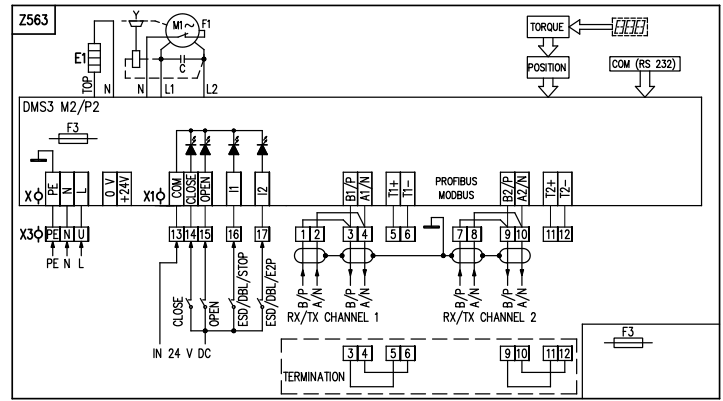 Z563
Y
M1~
F1
E1
C
TORQUE
POSITION
COM (RS 232)
TOP
N
N
L1
L2
DMS3 M2/P2
F3
PE
N
L
0 V
+24V
COM
CLOSE
OPEN
I1
I2
B1/P
A1/N
T1+
T1-
PROFIBUS
MODBUS
B2/P
A2/N
T2+
T2-
X
X1
X3
PE
N
U
13
14
15
16
17
1
2
3
4
5
6
7
8
9
10
11
12
PE
N
L
CLOSE
OPEN
ESD/DBL/STOP
ESD/DBL/E2P
B/P
A/N
B/P
A/N
B/P
A/N
B/P
A/N
RX/TX CHANNEL 1
RX/TX CHANNEL 2
IN 24 V DC
TERMINATION
3
4
5
6
9
10
11
12
F3